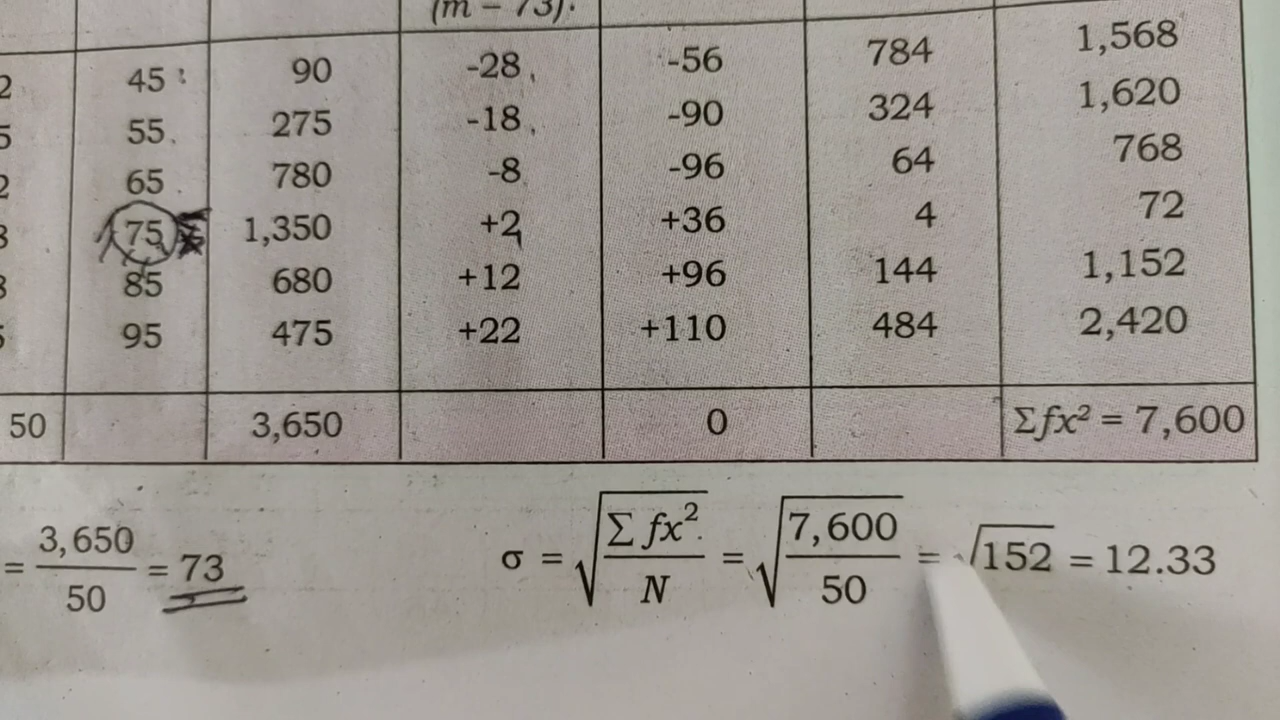 (m – 73).
2 45 90 -28 -56 784 1,568
5 55 275 -18 -90 324 1,620
2 65 780 -8 -96 64 768
3 75 1,350 +2 +36 4 72
8 85 680 +12 +96 144 1,152
5 95 475 +22 +110 484 2,420
50 3,650 0 Σfx² = 7,600
= 3,650 / 50 = 73 σ = √(Σ fx² / N) = √(7,600 / 50) = √152 = 12.33